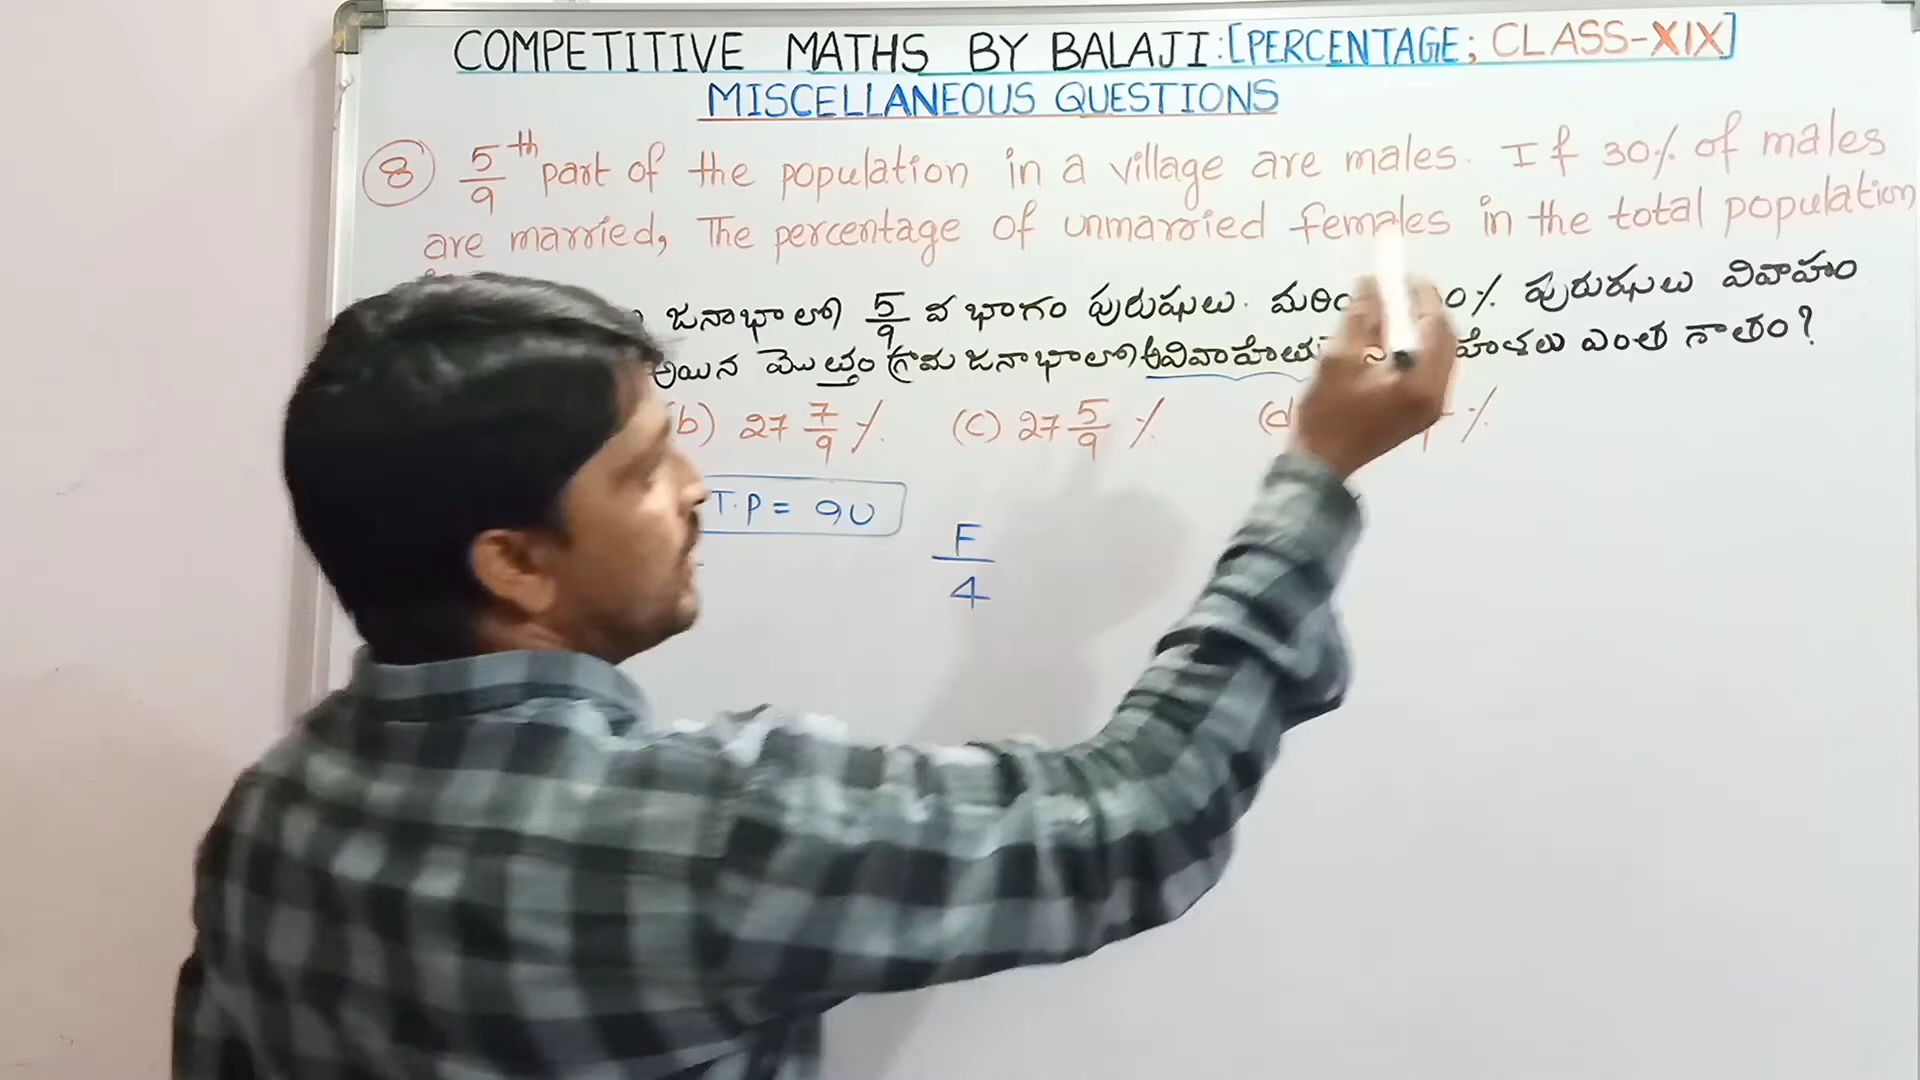 COMPETITIVE MATHS BY BALAJI:[PERCENTAGE; CLASS-XIX]
MISCELLANEOUS QUESTIONS
8 5/9 th part of the population in a village are males. If 30% of males
are married, The percentage of unmarried females in the total population
జనాభాలో 5/9 వ భాగం పురుషులు. 0% పురుషులు వివాహం
అయిన మొత్తం గ్రామ జనాభాలో ఎంత శాతం?
(b) 27 7/9 % (c) 27 5/9 % (d %
T.P = 90
F
4